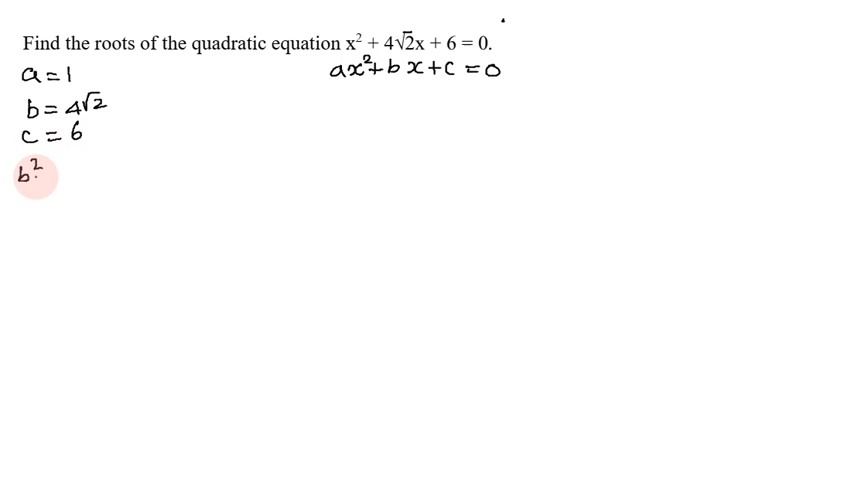 Find the roots of the quadratic equation x² + 4√2x + 6 = 0.
a = 1
ax² + bx + c = 0
b = 4√2
c = 6
b²